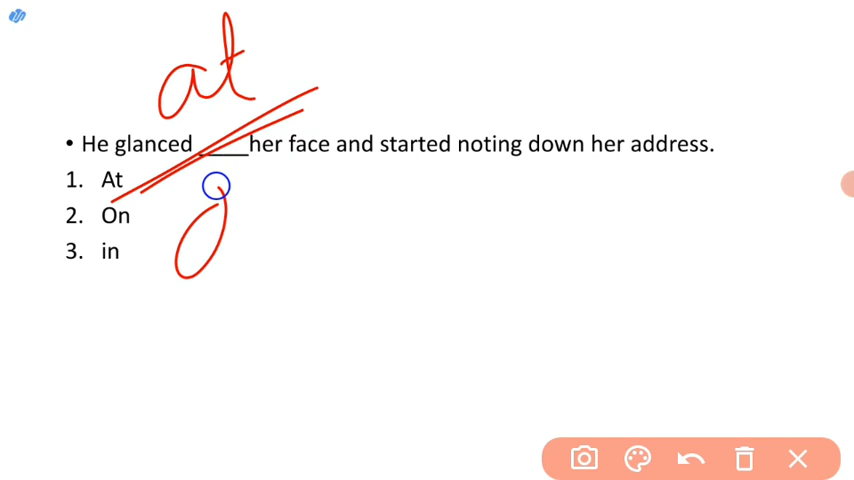 at
• He glanced ____her face and started noting down her address.
1. At
2. On
3. in